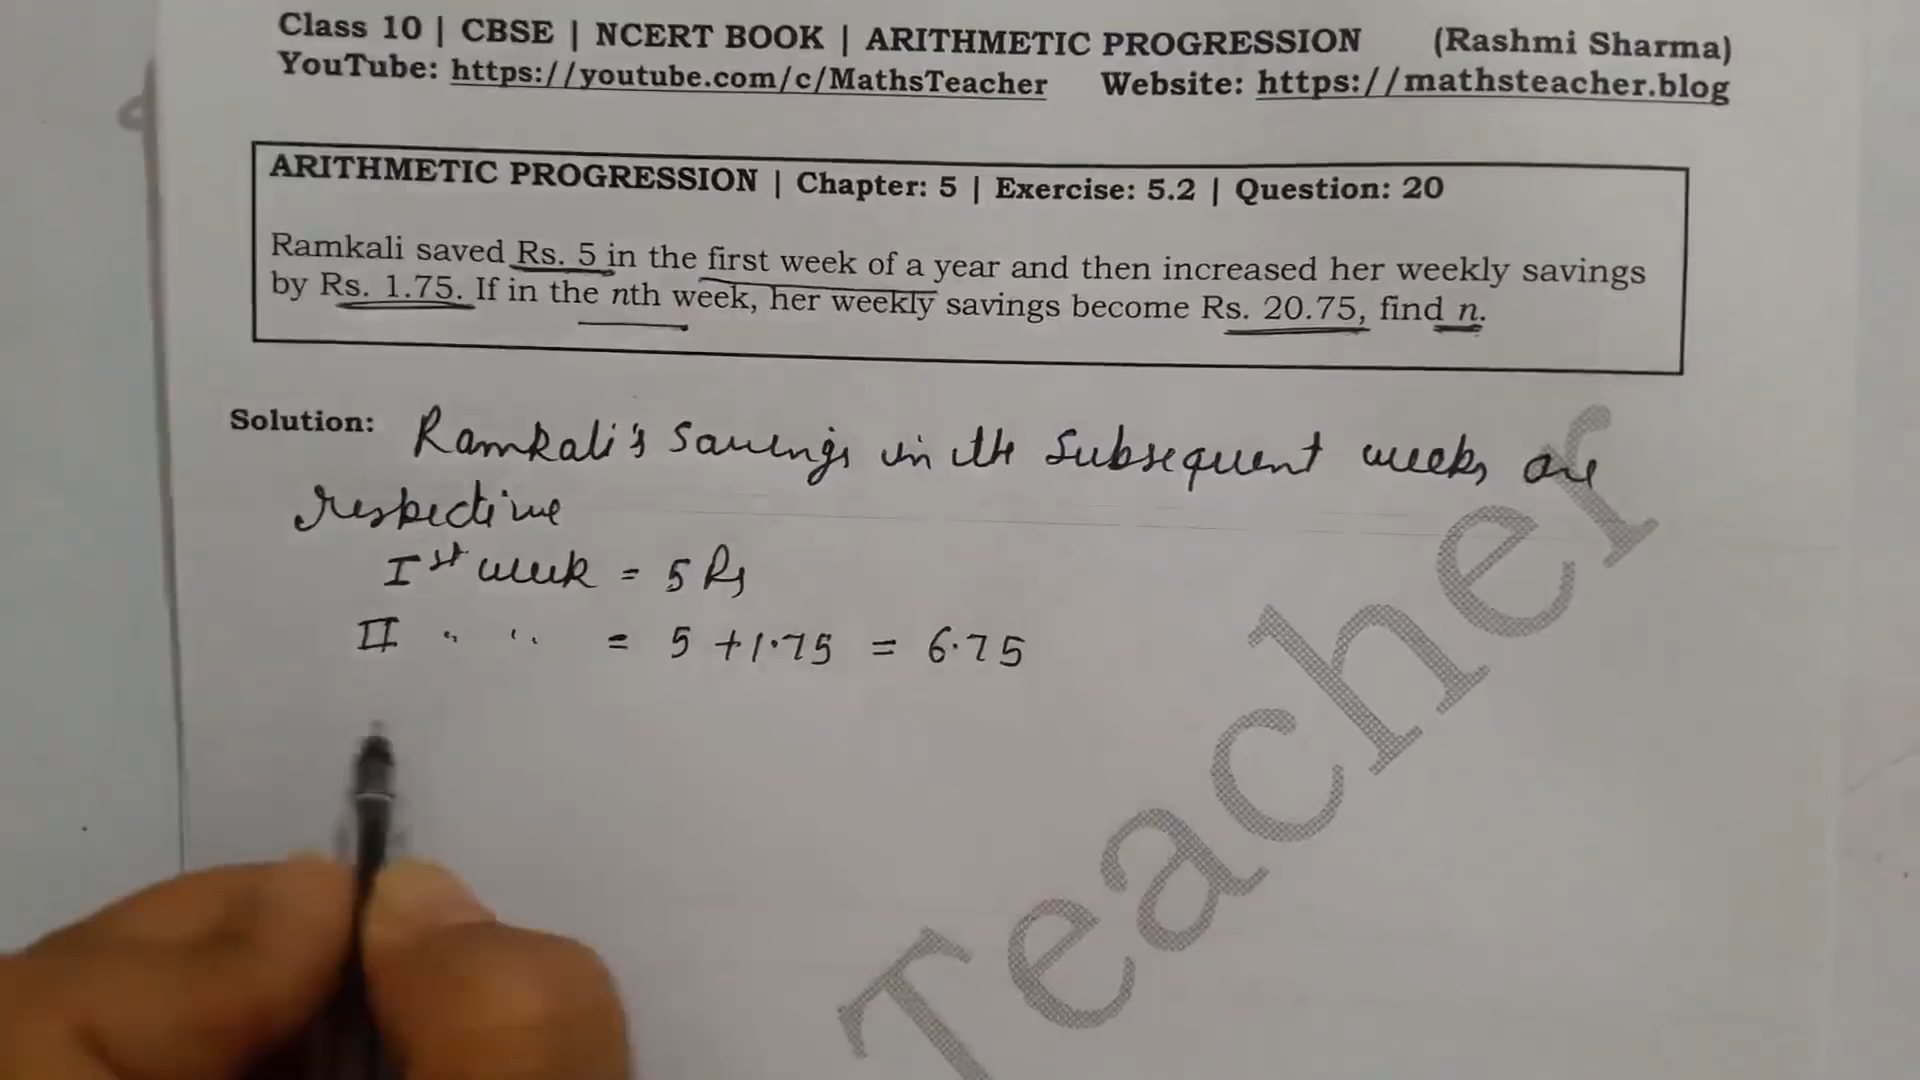 Class 10 | CBSE | NCERT BOOK | ARITHMETIC PROGRESSION (Rashmi Sharma)
YouTube: https://youtube.com/c/MathsTeacher Website: https://mathsteacher.blog
ARITHMETIC PROGRESSION | Chapter: 5 | Exercise: 5.2 | Question: 20
Ramkali saved Rs. 5 in the first week of a year and then increased her weekly savings
by Rs. 1.75. If in the nth week, her weekly savings become Rs. 20.75, find n.
Solution: Ramkali's Savings in the Subsequent weeks are
respective
Ist week = 5 Rs
II " " = 5 + 1.75 = 6.75
Teacher